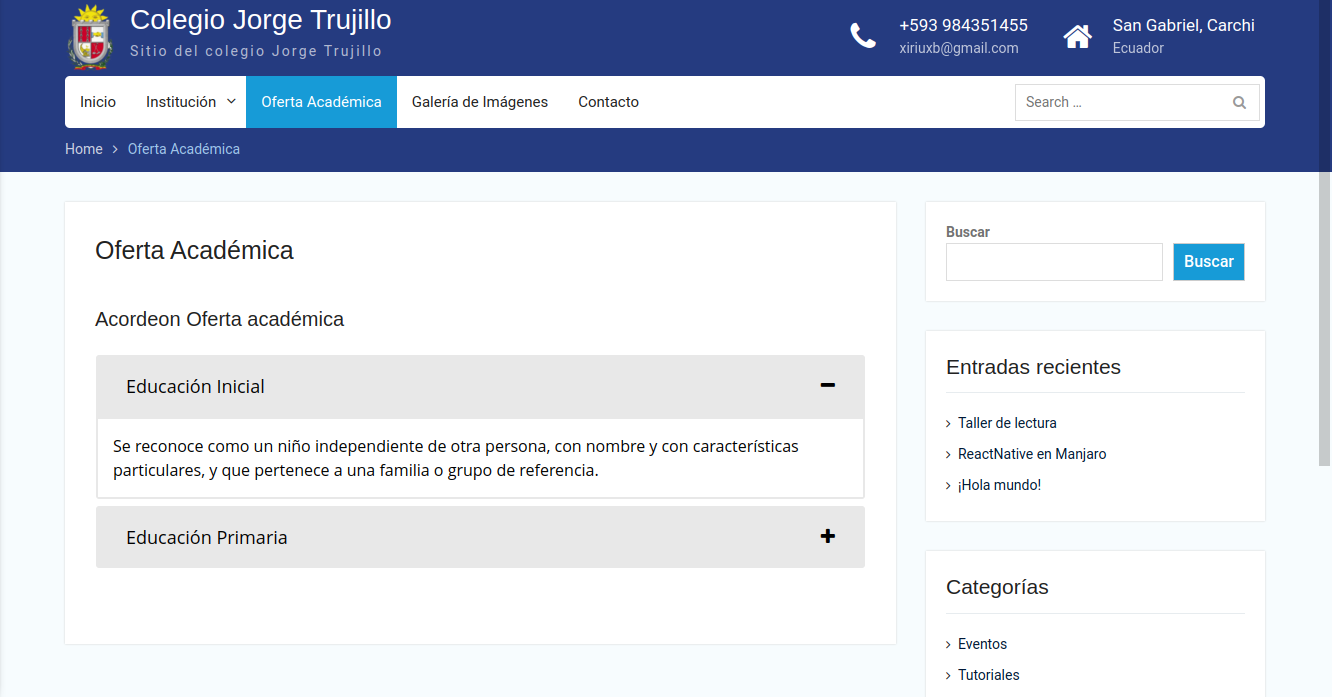 Colegio Jorge Trujillo
Sitio del colegio Jorge Trujillo
+593 984351455
xiriuxb@gmail.com
San Gabriel, Carchi
Ecuador
Inicio
Institución
Oferta Académica
Galería de Imágenes
Contacto
Search …
Home
Oferta Académica
Oferta Académica
Acordeon Oferta académica
Educación Inicial
Se reconoce como un niño independiente de otra persona, con nombre y con características
particulares, y que pertenece a una familia o grupo de referencia.
Educación Primaria
Buscar
Buscar
Entradas recientes
Taller de lectura
ReactNative en Manjaro
¡Hola mundo!
Categorías
Eventos
Tutoriales